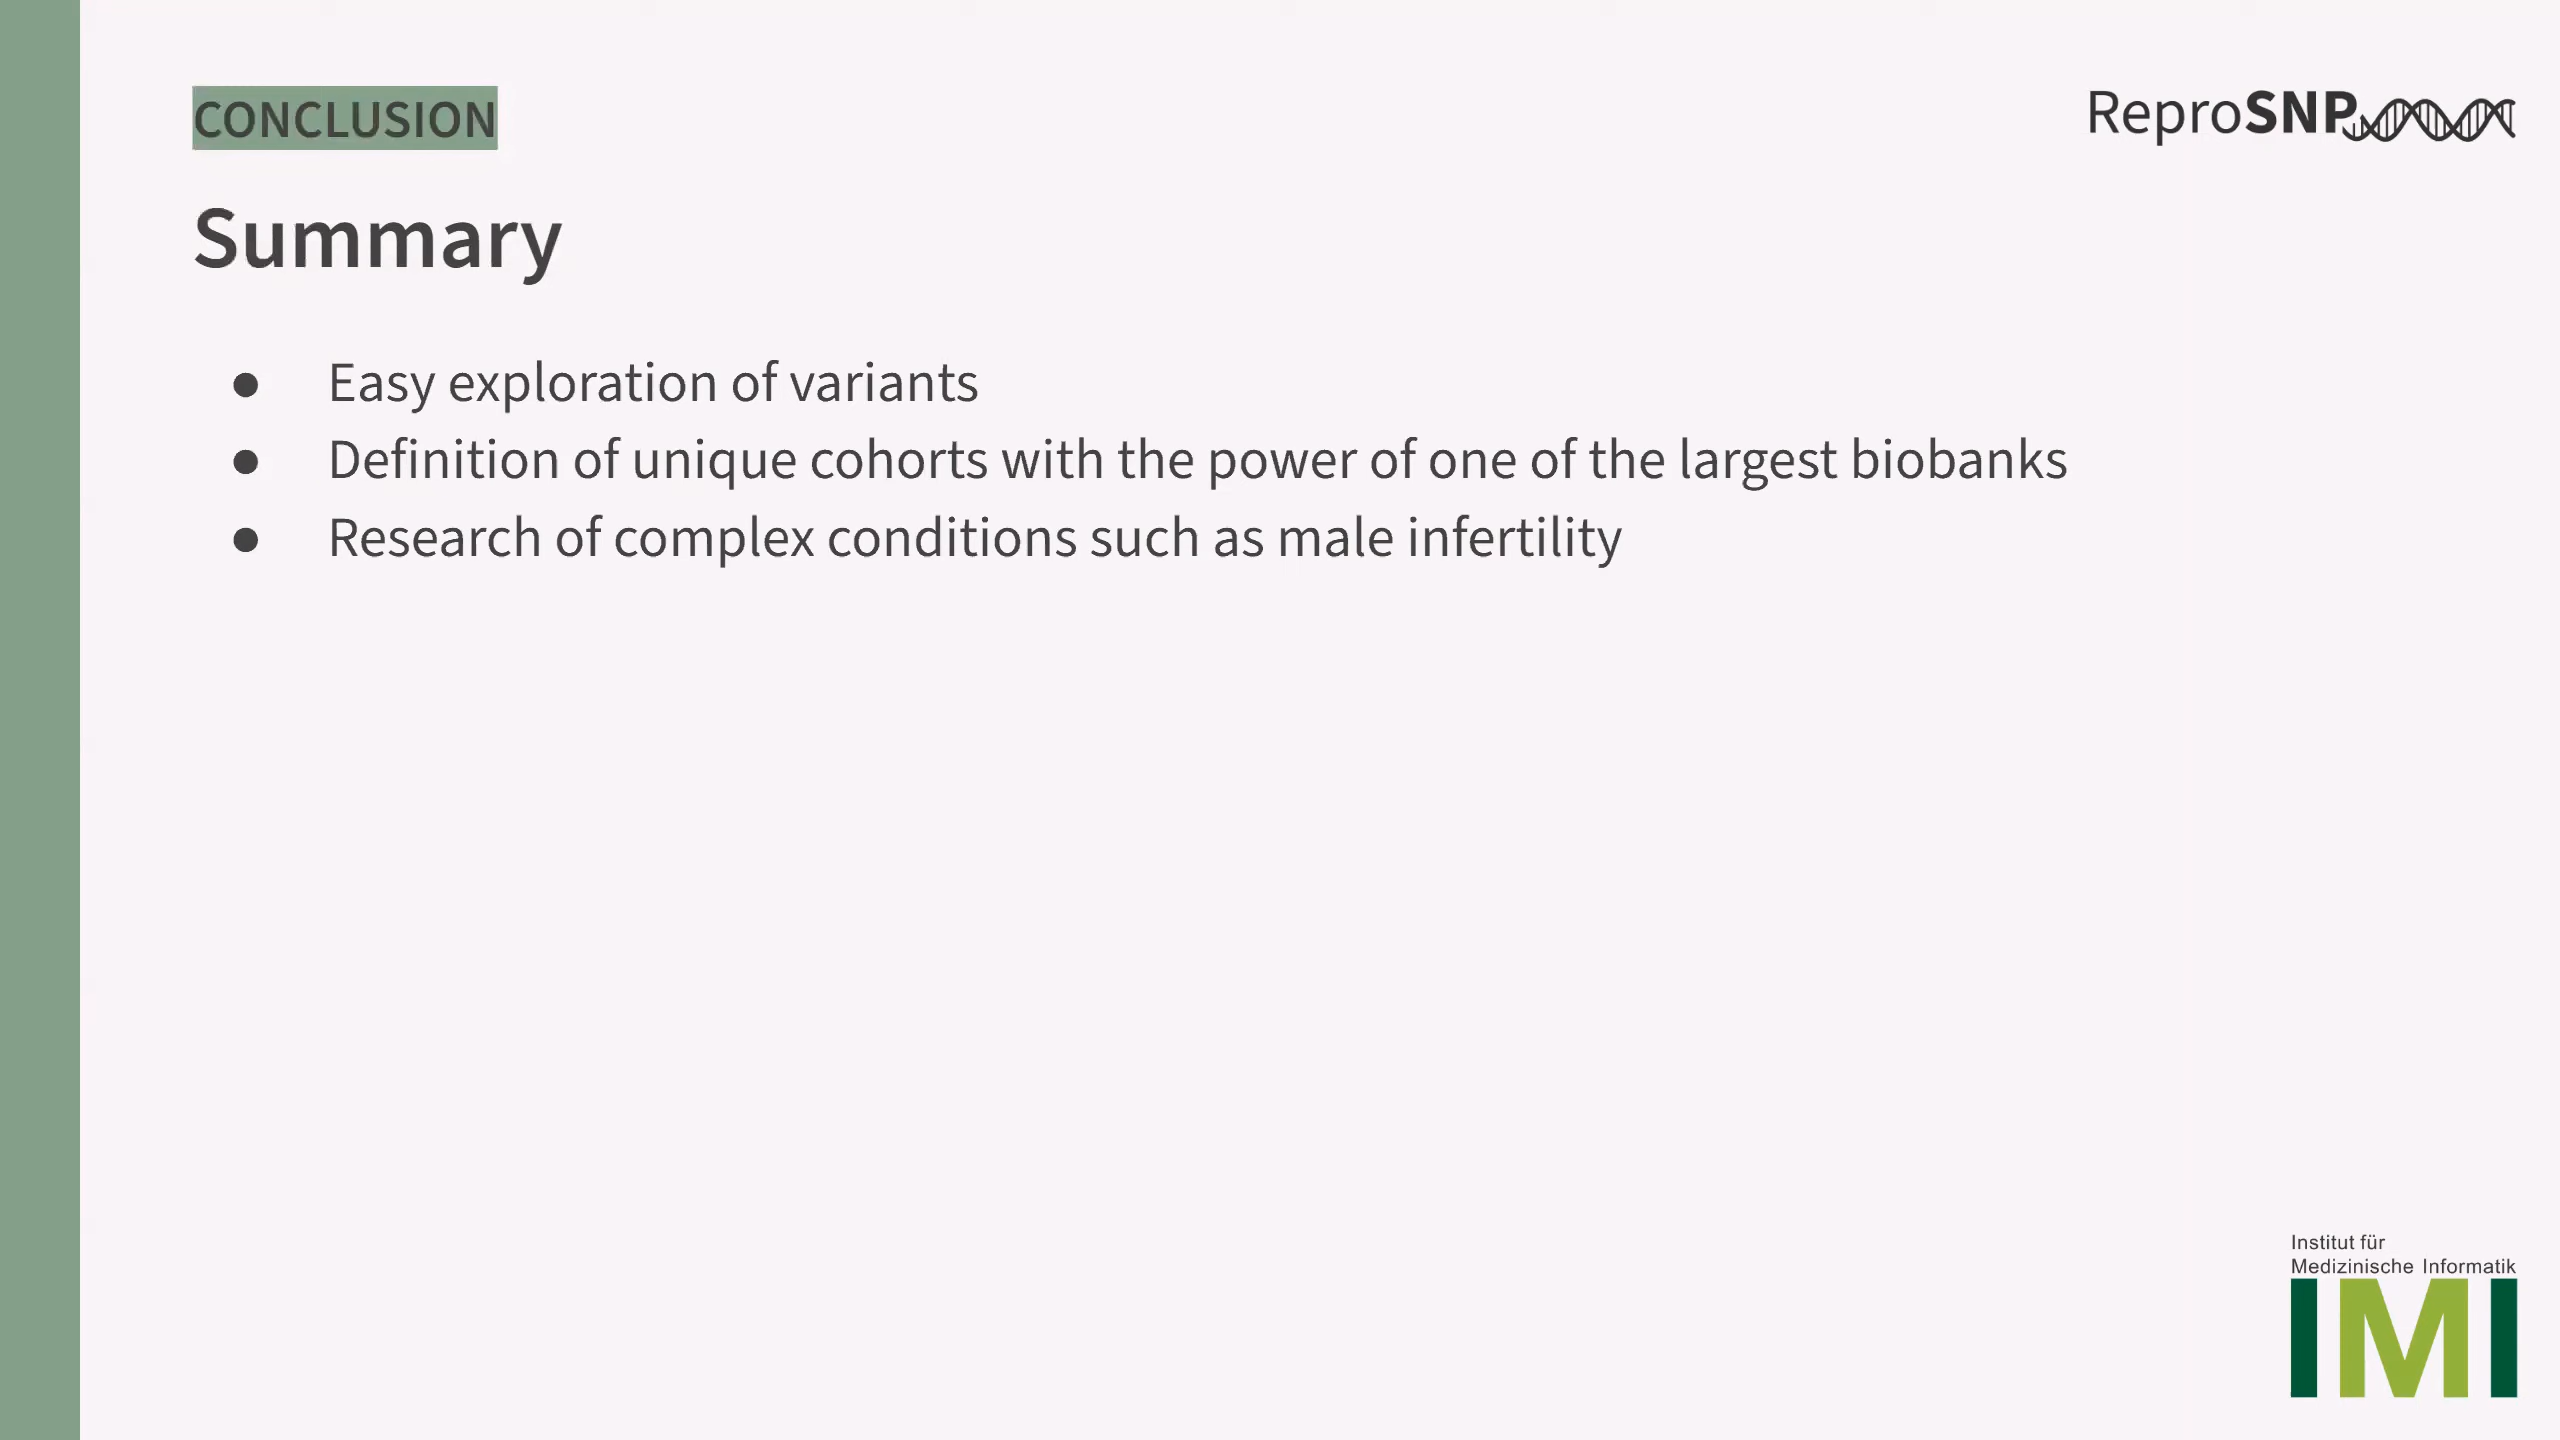 CONCLUSION
ReproSNP
Summary
● Easy exploration of variants
● Definition of unique cohorts with the power of one of the largest biobanks
● Research of complex conditions such as male infertility
Institut für
Medizinische Informatik
IMI